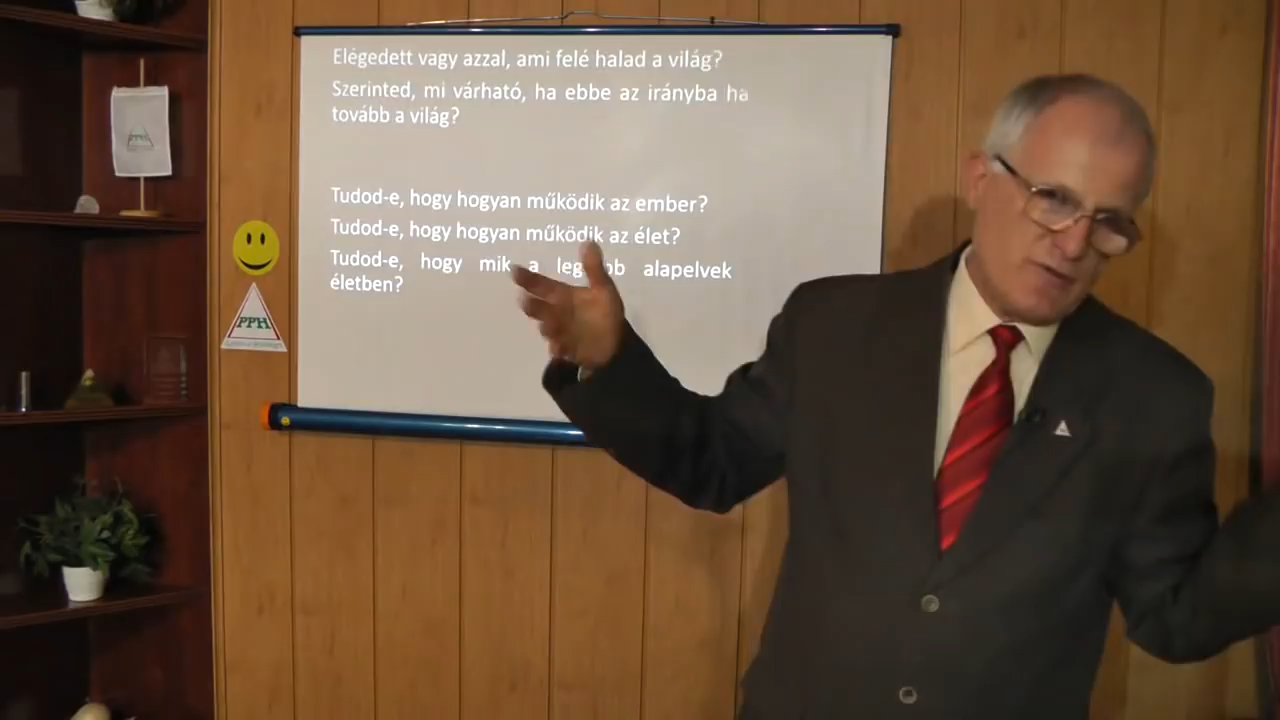 Elégedett vagy azzal, ami felé halad a világ?
Szerinted, mi várható, ha ebbe az irányba ha
tovább a világ?
Tudod-e, hogy hogyan működik az ember?
Tudod-e, hogy hogyan működik az élet?
Tudod-e, hogy mik a alapelvek
életben?
PPH